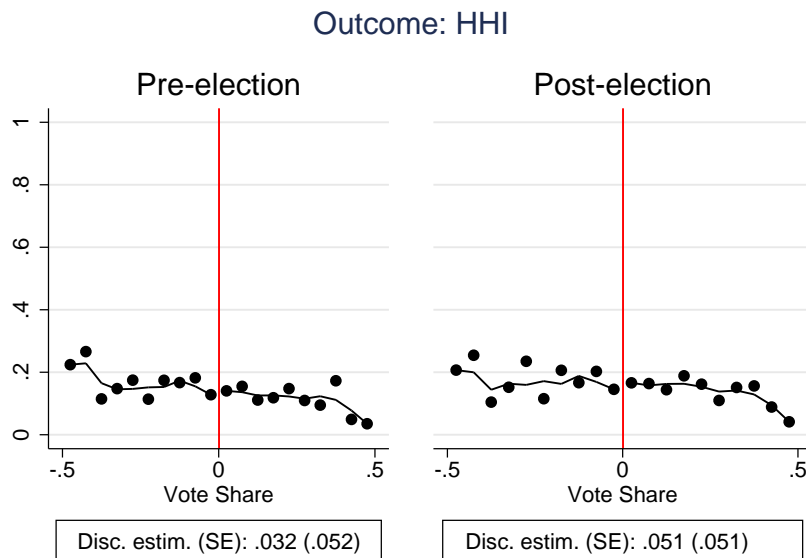 Outcome: HHI
Pre-election
Post-election
1
.8
.6
.4
.2
0
-.5 0 .5
-.5 0 .5
Vote Share
Vote Share
Disc. estim. (SE): .032 (.052)
Disc. estim. (SE): .051 (.051)